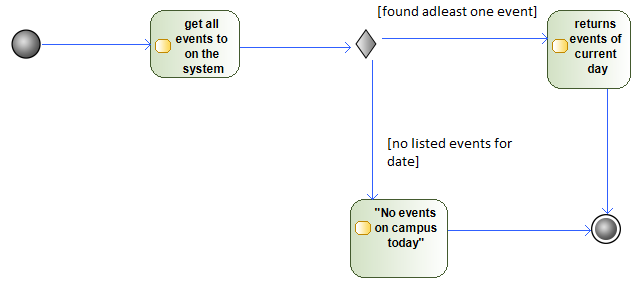 [found adleast one event]
get all
events to
on the
system
returns
events of
current
day
[no listed events for
date]
"No events
on campus
today"